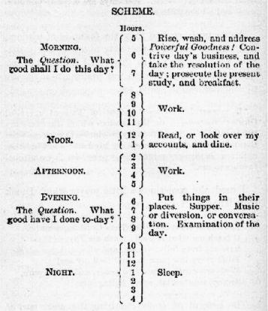 SCHEME.
Hours.
MORNING.
The Question. What
good shall I do this day?
5
6
7
Rise, wash, and address
Powerful Goodness! Con-
trive day's business, and
take the resolution of the
day; prosecute the present
study, and breakfast.
8
9
10
11
Work.
NOON.
12
1
Read, or look over my
accounts, and dine.
AFTERNOON.
2
3
4
5
Work.
EVENING.
The Question. What
good have I done to-day?
6
7
8
9
Put things in their
places. Supper. Music
or diversion, or conversa-
tion. Examination of the
day.
NIGHT.
10
11
12
1
2
3
4
Sleep.